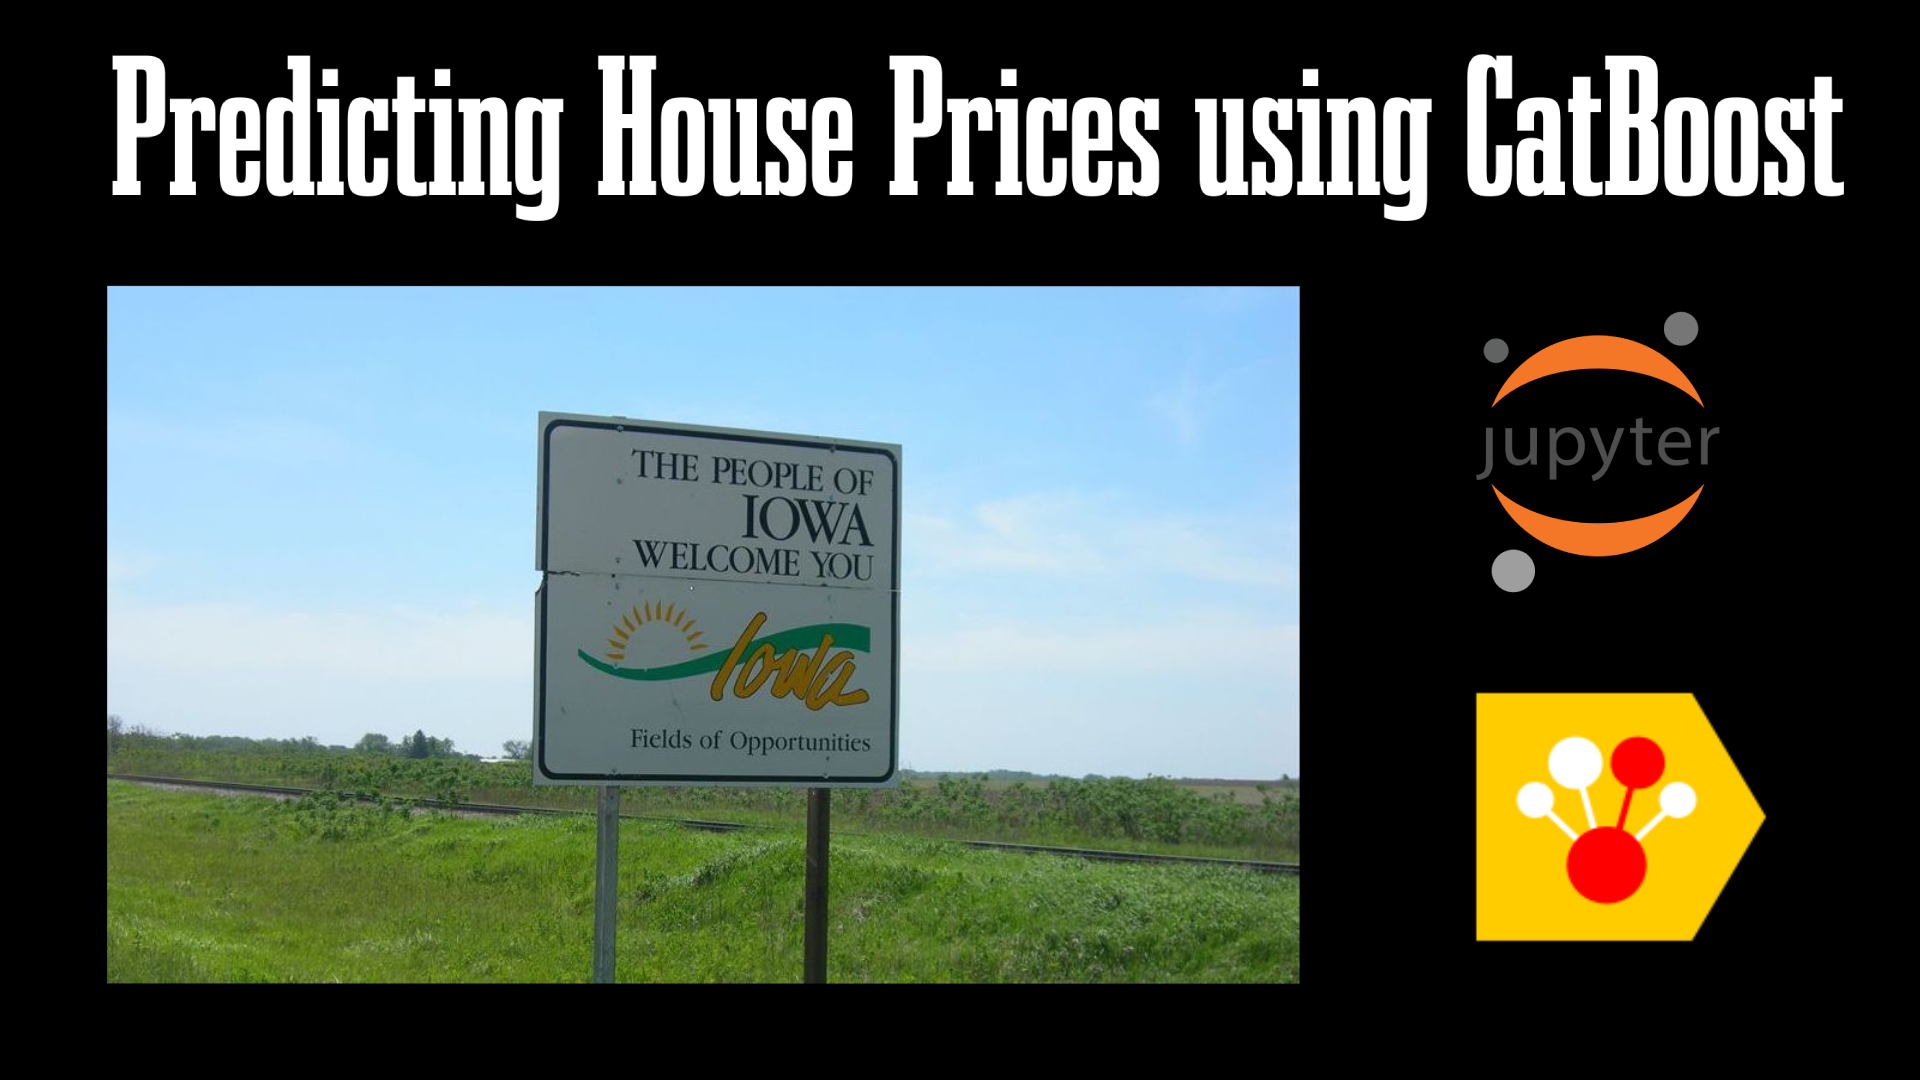 Predicting House Prices using CatBoost
THE PEOPLE OF
IOWA
WELCOME YOU
Iowa
Fields of Opportunities
jupyter